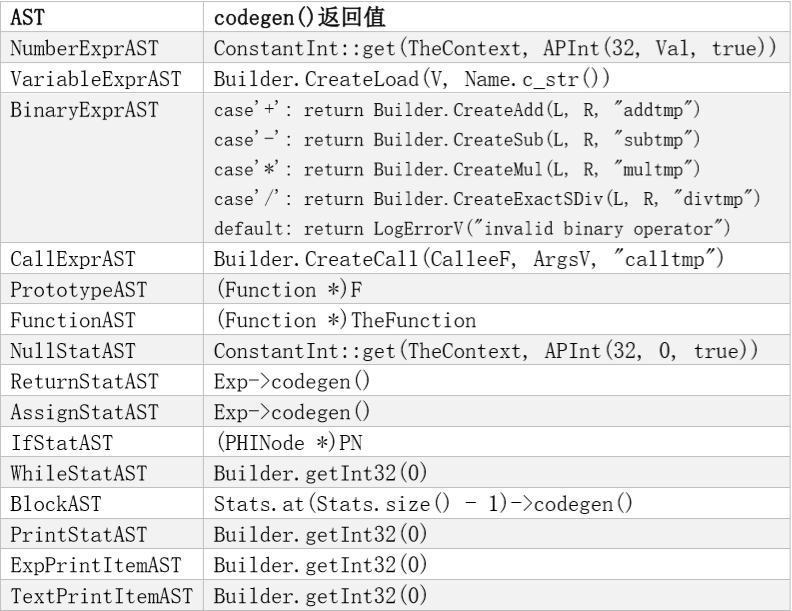 AST codegen()返回值
NumberExprAST ConstantInt::get(TheContext, APInt(32, Val, true))
VariableExprAST Builder.CreateLoad(V, Name.c_str())
BinaryExprAST case'+': return Builder.CreateAdd(L, R, "addtmp")
case'-': return Builder.CreateSub(L, R, "subtmp")
case'*': return Builder.CreateMul(L, R, "multmp")
case'/': return Builder.CreateExactSDiv(L, R, "divtmp")
default: return LogErrorV("invalid binary operator")
CallExprAST Builder.CreateCall(CalleeF, ArgsV, "calltmp")
PrototypeAST (Function *)F
FunctionAST (Function *)TheFunction
NullStatAST ConstantInt::get(TheContext, APInt(32, 0, true))
ReturnStatAST Exp->codegen()
AssignStatAST Exp->codegen()
IfStatAST (PHINode *)PN
WhileStatAST Builder.getInt32(0)
BlockAST Stats.at(Stats.size() - 1)->codegen()
PrintStatAST Builder.getInt32(0)
ExpPrintItemAST Builder.getInt32(0)
TextPrintItemAST Builder.getInt32(0)